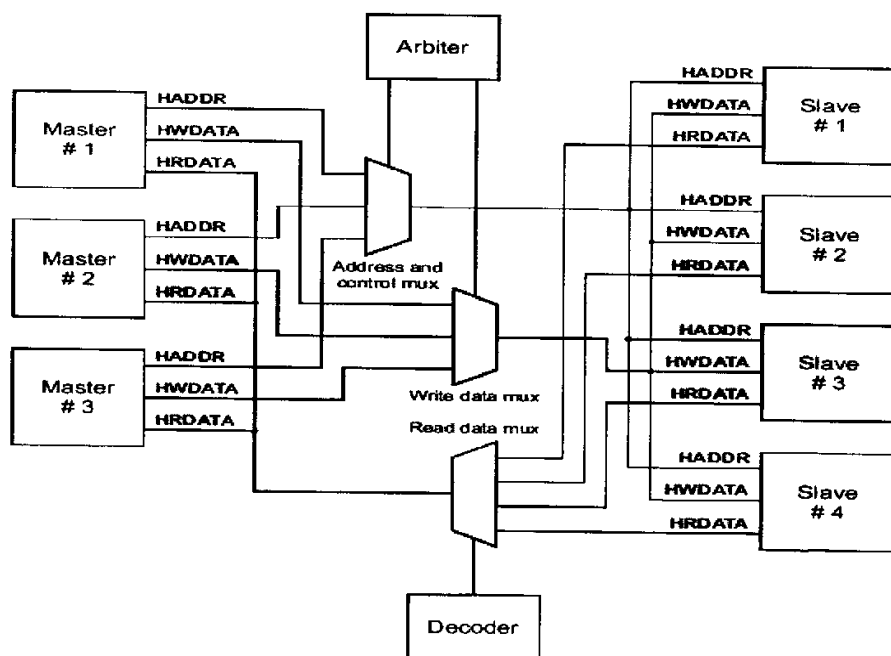 Arbiter
Master
# 1
HADDR
HWDATA
HRDATA
Master
# 2
HADDR
HWDATA
HRDATA
Master
# 3
HADDR
HWDATA
HRDATA
Address and
control mux
Write data mux
Read data mux
Decoder
HADDR
HWDATA
HRDATA
Slave
# 1
HADDR
HWDATA
HRDATA
Slave
# 2
HADDR
HWDATA
HRDATA
Slave
# 3
HADDR
HWDATA
HRDATA
Slave
# 4